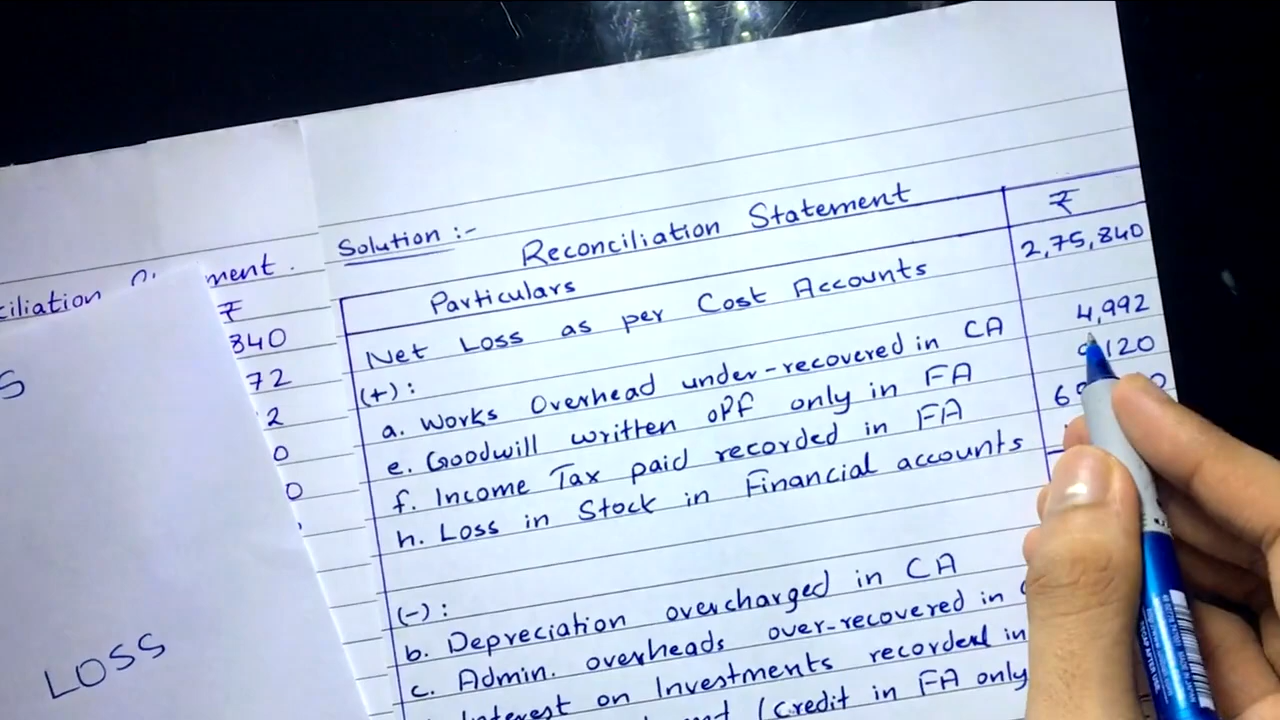 Solution :-
Reconciliation Statement
Particulars ₹
Net Loss as per Cost Accounts 2,75,840
(+) :
a. Works Overhead under-recovered in CA 4,992
e. Goodwill written off only in FA 120
f. Income Tax paid recorded in FA
h. Loss in Stock in Financial accounts
(-) :
b. Depreciation overcharged in CA
c. Admin. overheads over-recovered in
Interest on Investments recorded in
(Credit in FA only
ciliation ment.
₹
840
72
2
0
0
S
LOSS